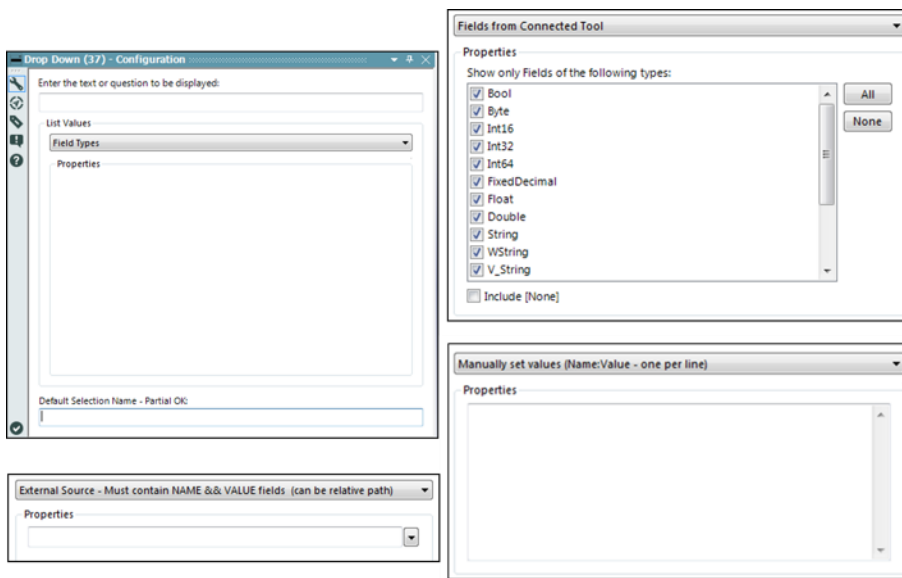 Drop Down (37) - Configuration
Enter the text or question to be displayed:
List Values
Field Types
Properties
Default Selection Name - Partial OK:
External Source - Must contain NAME && VALUE fields (can be relative path)
Properties
Fields from Connected Tool
Properties
Show only Fields of the following types:
Bool
Byte
Int16
Int32
Int64
FixedDecimal
Float
Double
String
WString
V_String
All
None
Include [None]
Manually set values (Name:Value - one per line)
Properties